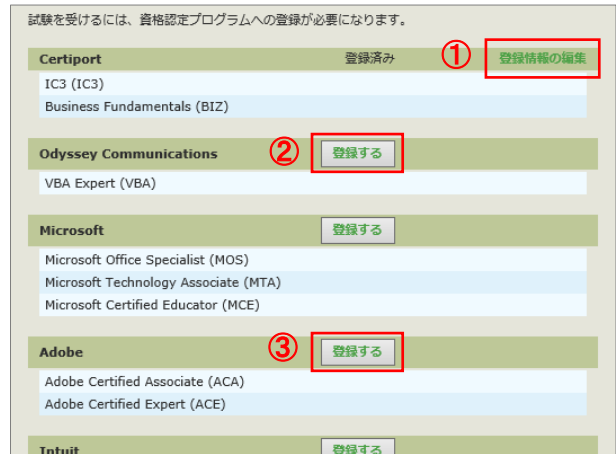 試験を受けるには、資格認定プログラムへの登録が必要になります。
Certiport 登録済み ① 登録情報の編集
IC3 (IC3)
Business Fundamentals (BIZ)
Odyssey Communications ② 登録する
VBA Expert (VBA)
Microsoft 登録する
Microsoft Office Specialist (MOS)
Microsoft Technology Associate (MTA)
Microsoft Certified Educator (MCE)
Adobe ③ 登録する
Adobe Certified Associate (ACA)
Adobe Certified Expert (ACE)
Intuit 登録する